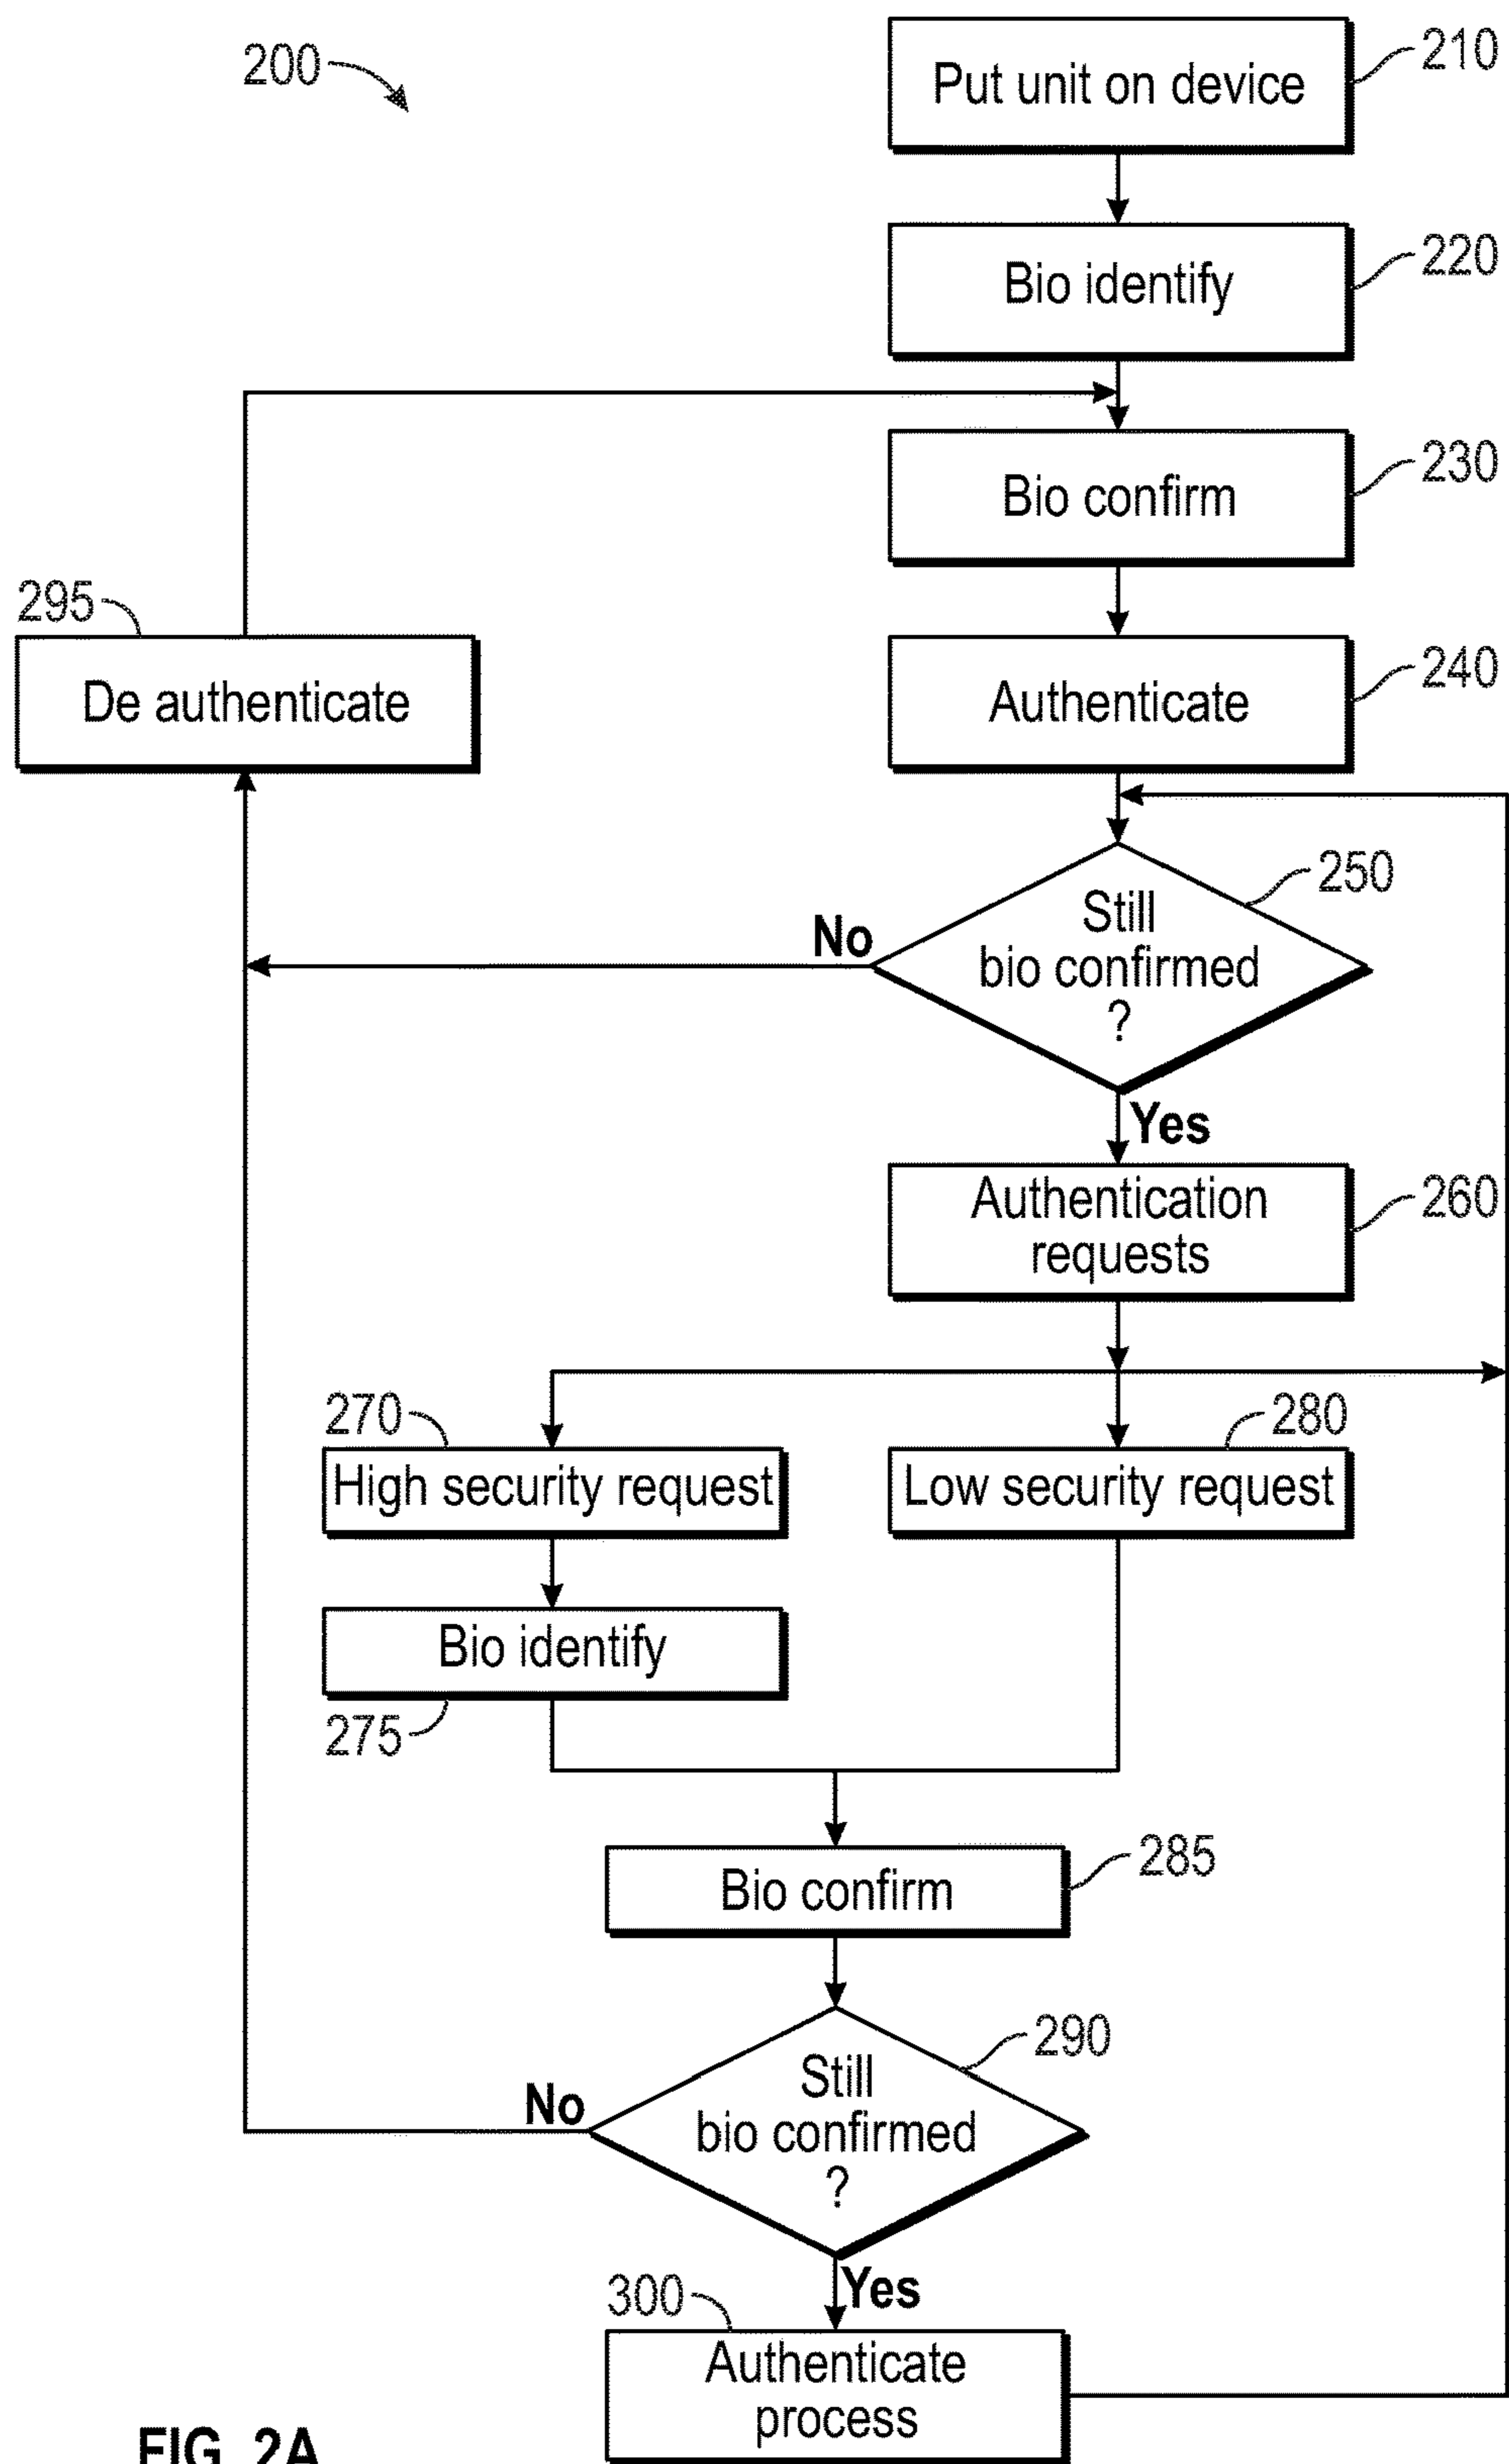 200
Put unit on device
210
Bio identify
220
Bio confirm
230
295
De authenticate
Authenticate
240
Still
bio confirmed
?
250
No
Yes
Authentication
requests
260
270
High security request
280
Low security request
Bio identify
275
Bio confirm
285
Still
bio confirmed
?
290
No
Yes
300
Authenticate
process
FIG. 2A